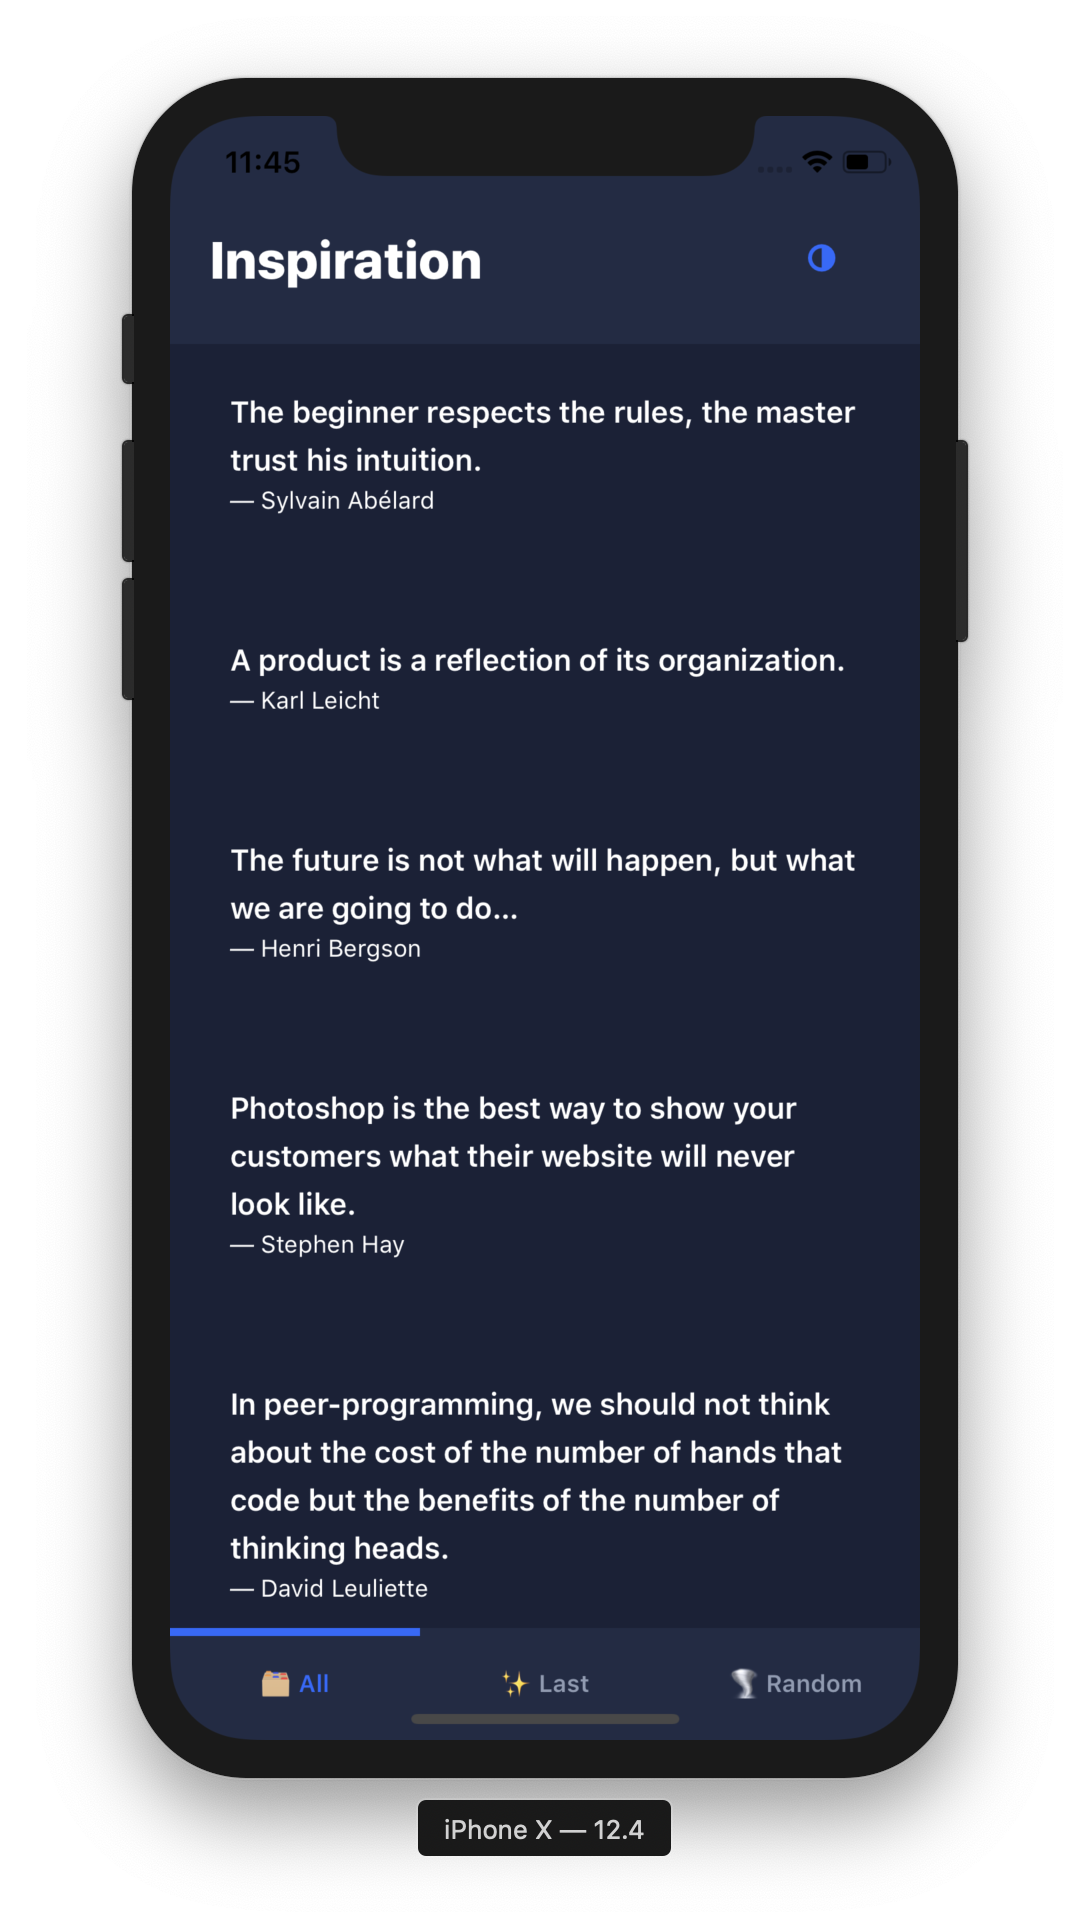 11:45
Inspiration
The beginner respects the rules, the master
trust his intuition.
— Sylvain Abélard
A product is a reflection of its organization.
— Karl Leicht
The future is not what will happen, but what
we are going to do...
— Henri Bergson
Photoshop is the best way to show your
customers what their website will never
look like.
— Stephen Hay
In peer-programming, we should not think
about the cost of the number of hands that
code but the benefits of the number of
thinking heads.
— David Leuliette
All
Last
Random
iPhone X — 12.4